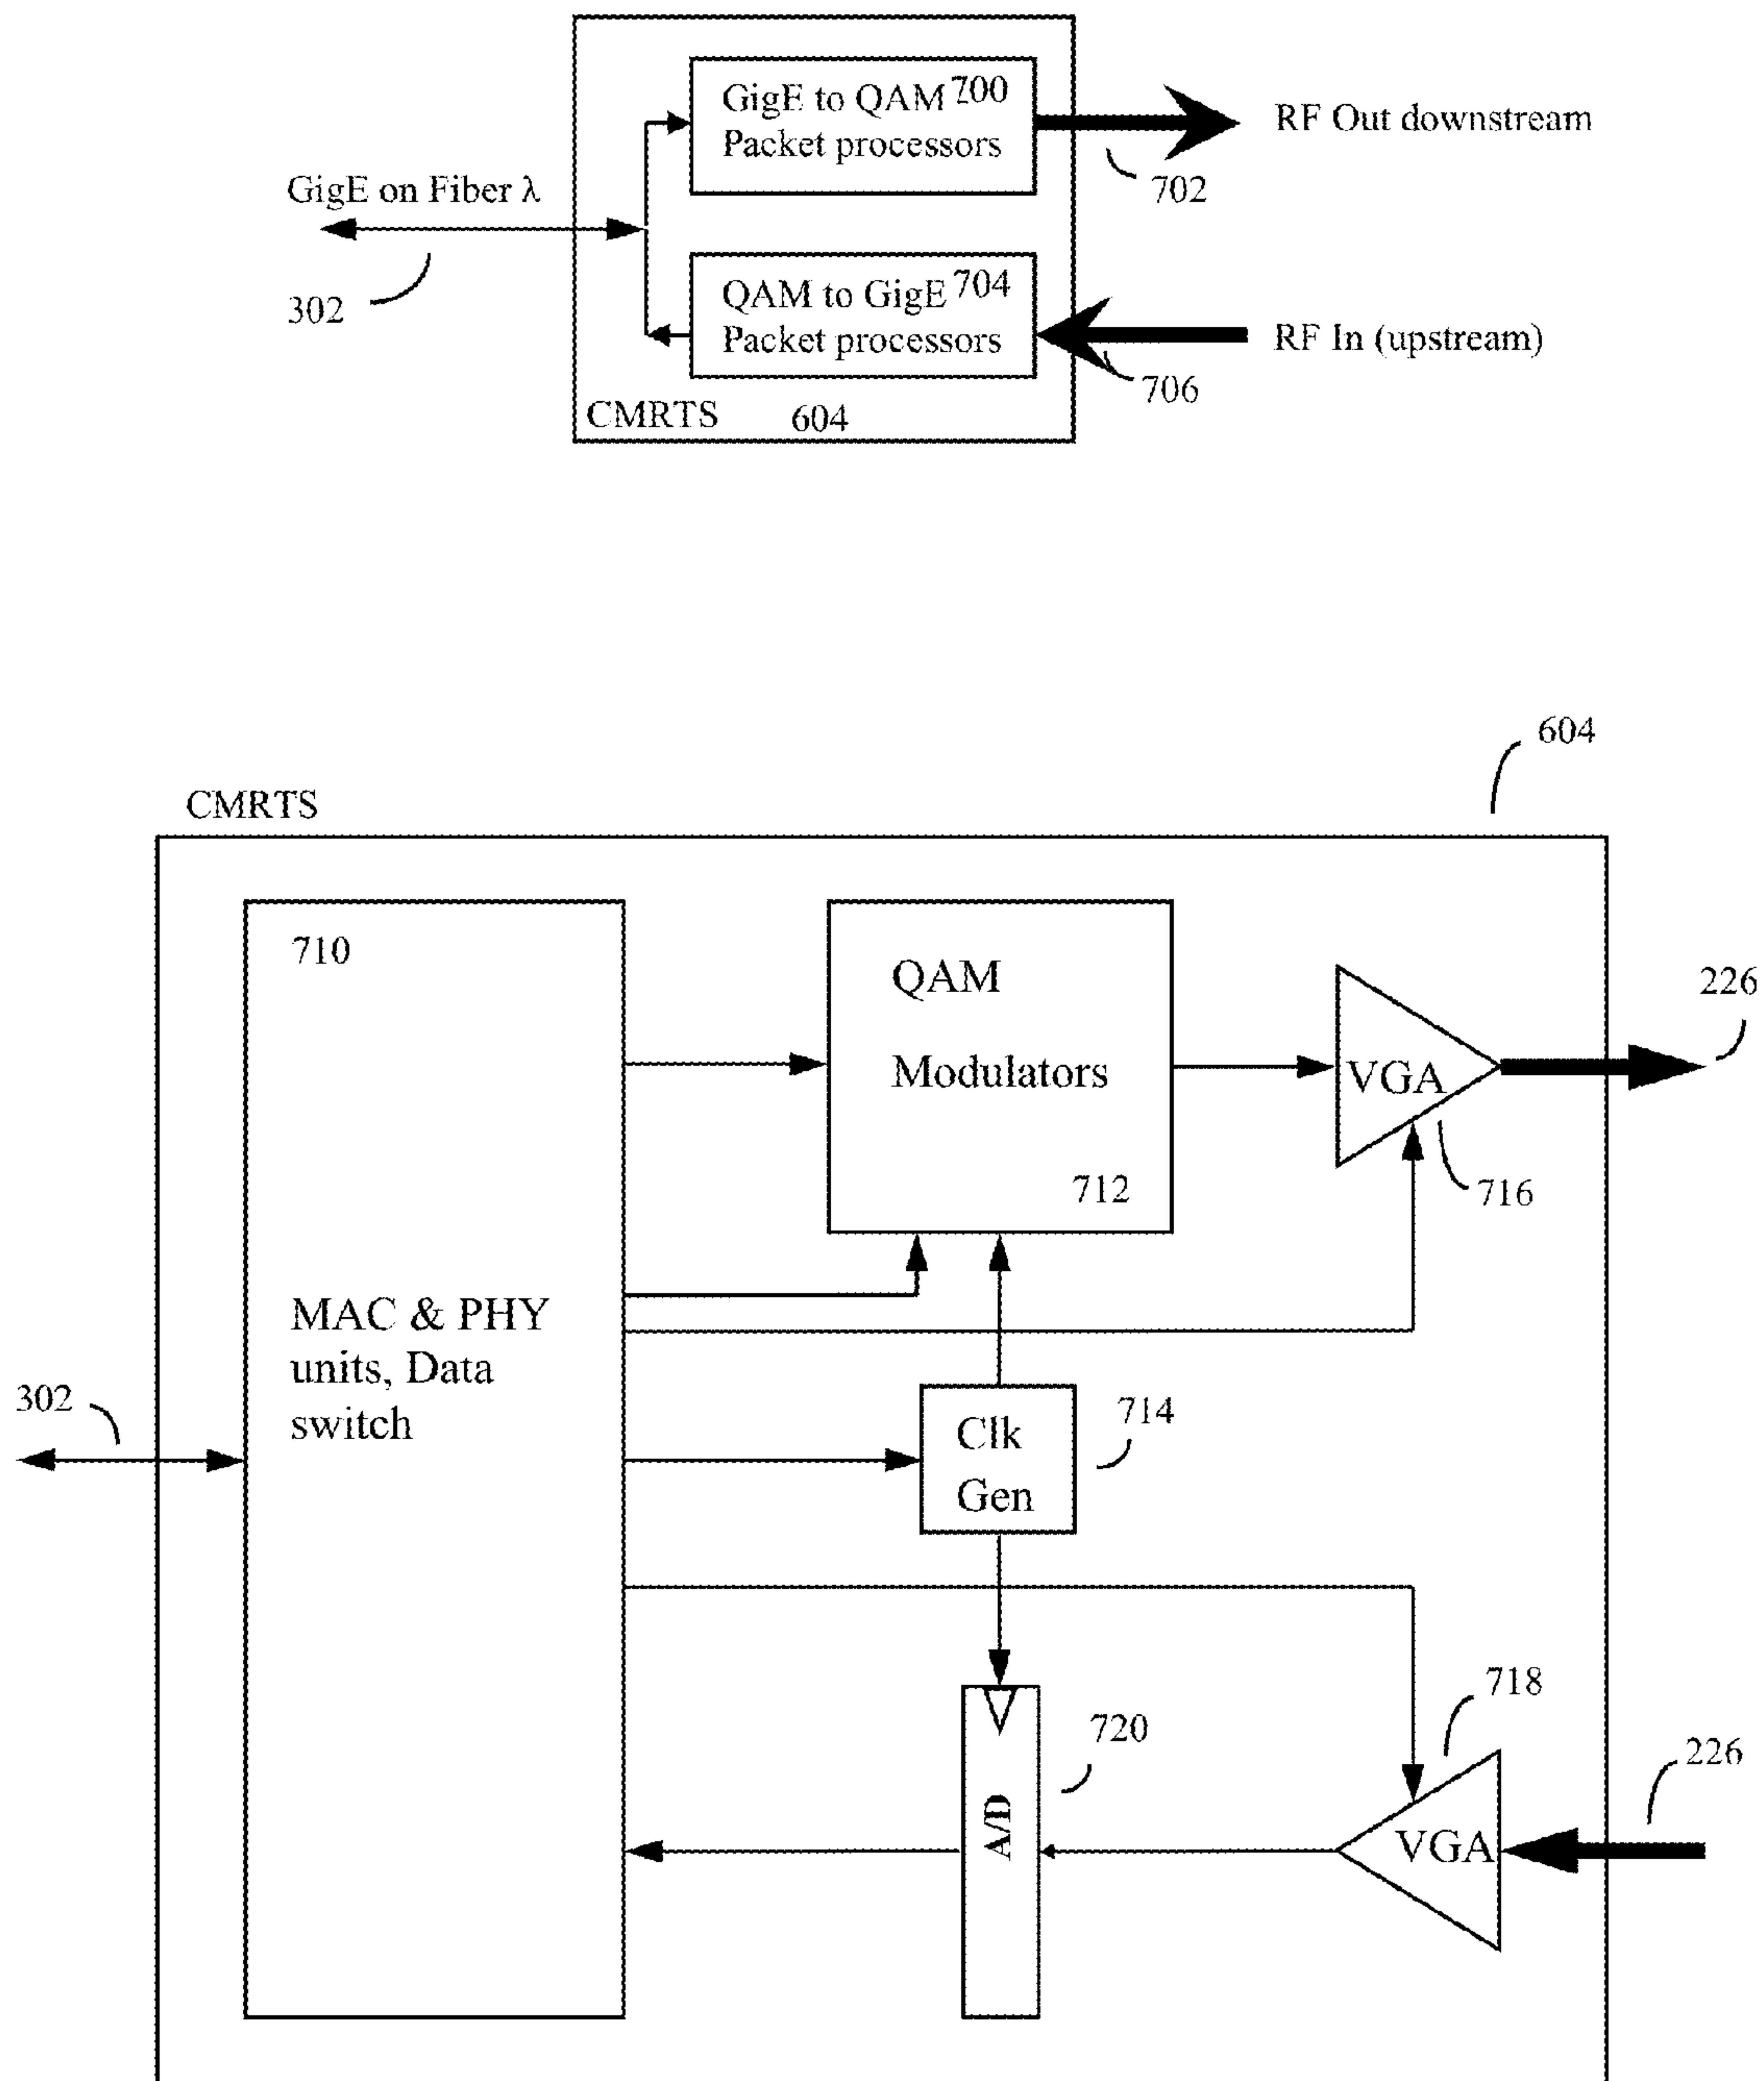 GigE to QAM 700
Packet processors
RF Out downstream
702
GigE on Fiber λ
302
QAM to GigE 704
Packet processors
RF In (upstream)
706
CMRTS 604
604
CMRTS
710
QAM
Modulators
712
VGA
226
716
MAC & PHY
units, Data
switch
302
Clk
Gen
714
718
720
A/D
VGA
226